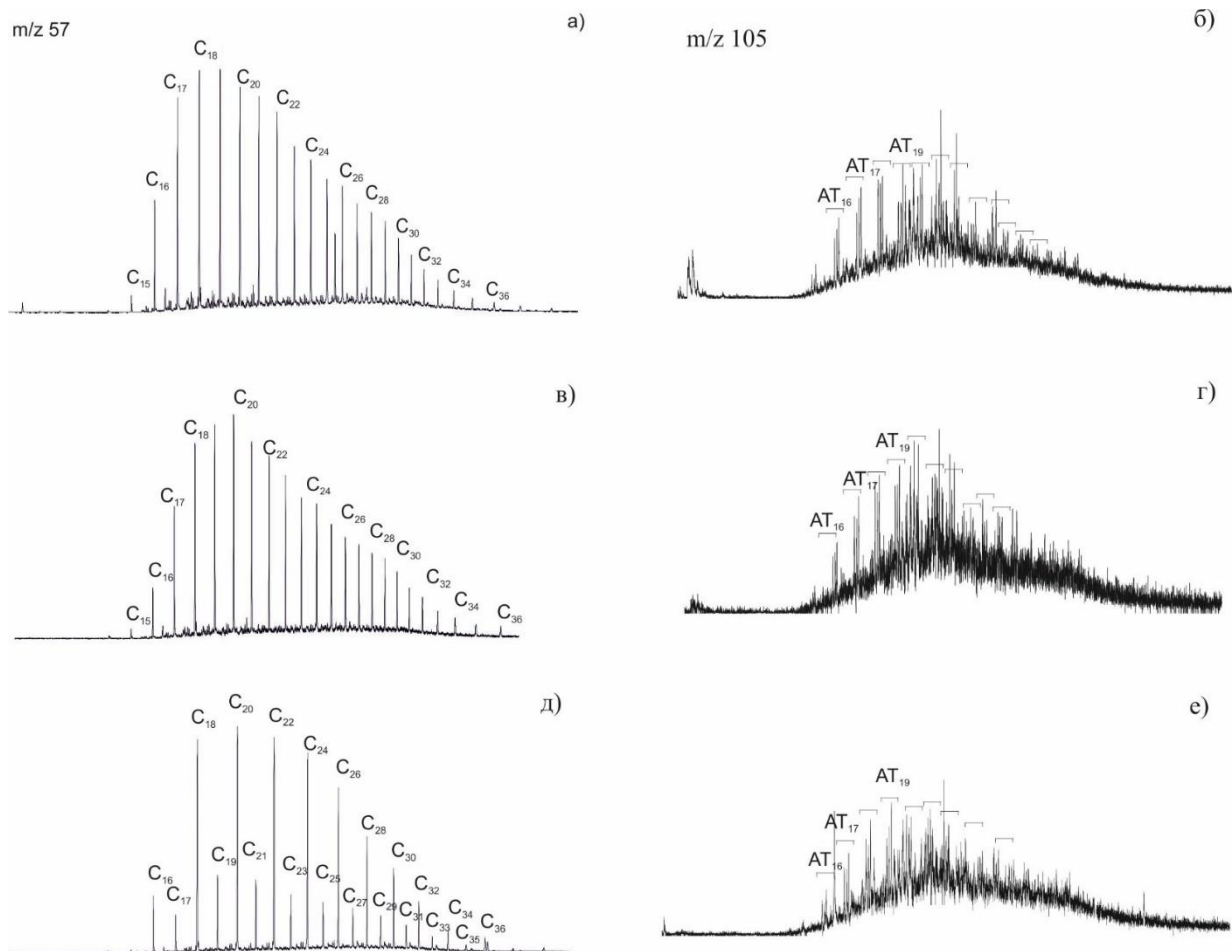 m/z 57
а)
C₁₅ C₁₆ C₁₇ C₁₈ C₂₀ C₂₂ C₂₄ C₂₆ C₂₈ C₃₀ C₃₂ C₃₄ C₃₆
m/z 105
б)
AT₁₆ AT₁₇ AT₁₉
в)
C₁₅ C₁₆ C₁₇ C₁₈ C₂₀ C₂₂ C₂₄ C₂₆ C₂₈ C₃₀ C₃₂ C₃₄ C₃₆
г)
AT₁₆ AT₁₇ AT₁₉
д)
C₁₆ C₁₇ C₁₈ C₁₉ C₂₀ C₂₁ C₂₂ C₂₃ C₂₄ C₂₅ C₂₆ C₂₇ C₂₈ C₂₉ C₃₀ C₃₁ C₃₂ C₃₃ C₃₄ C₃₅ C₃₆
е)
AT₁₆ AT₁₇ AT₁₉